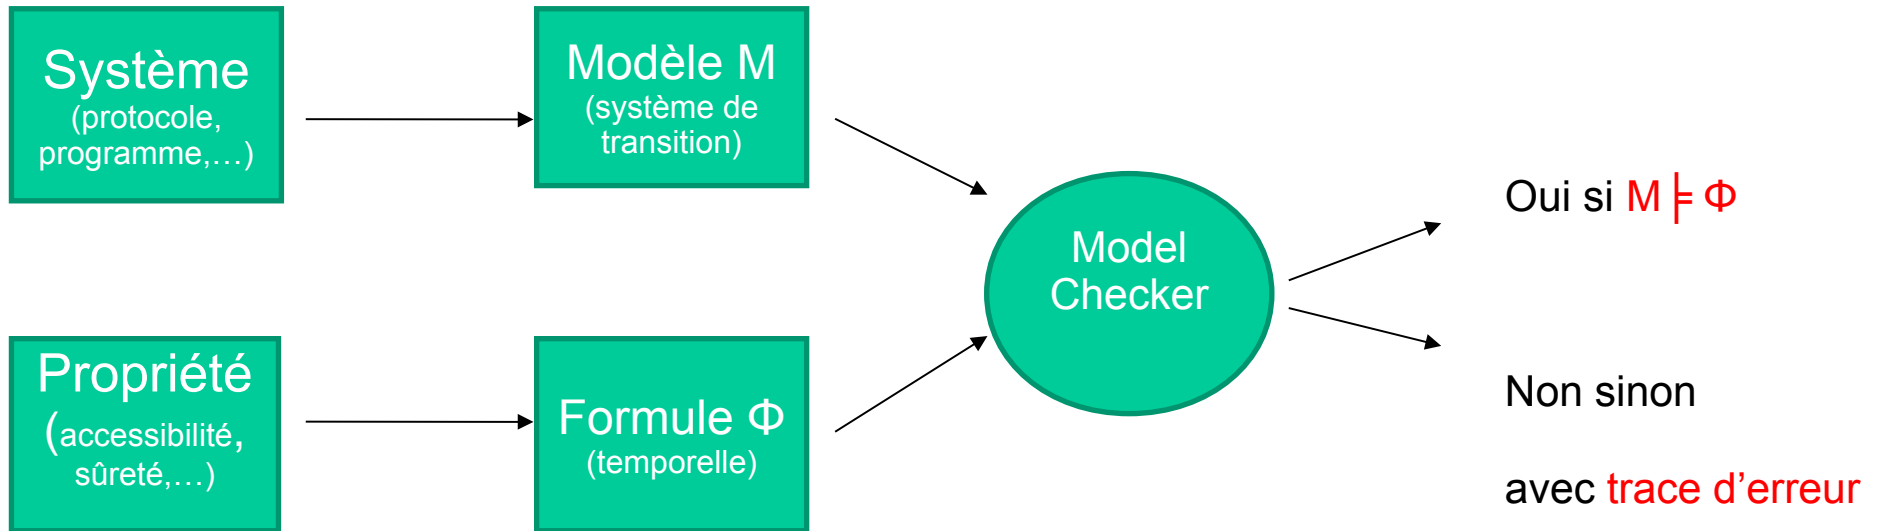 Système
(protocole,
programme,…)
Modèle M
(système de
transition)
Propriété
(accessibilité,
sûreté,…)
Formule Φ
(temporelle)
Model
Checker
Oui si M ⊧ Φ
Non sinon
avec trace d’erreur